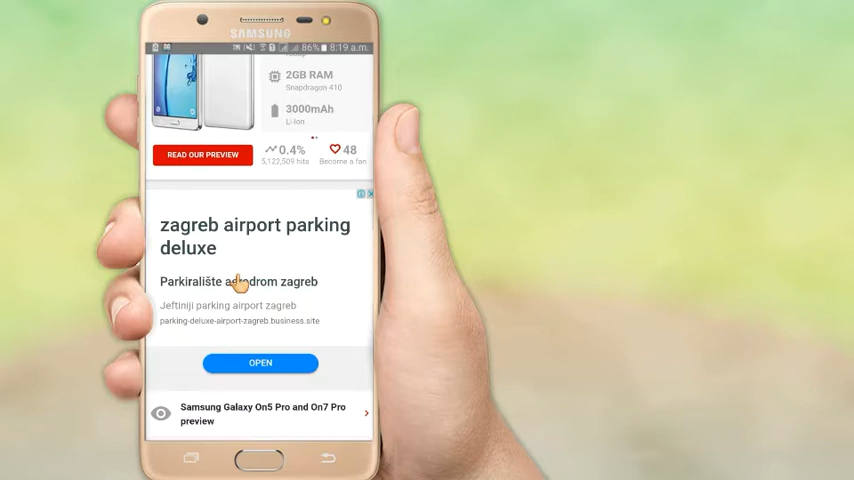 SAMSUNG
86% 8:19 a.m.
2GB RAM
Snapdragon 410
3000mAh
Li-Ion
READ OUR PREVIEW
0.4%
5,122,509 hits
48
Become a fan
zagreb airport parking
deluxe
Parkiralište aerodrom zagreb
Jeftiniji parking airport zagreb
parking-deluxe-airport-zagreb.business.site
OPEN
Samsung Galaxy On5 Pro and On7 Pro
preview